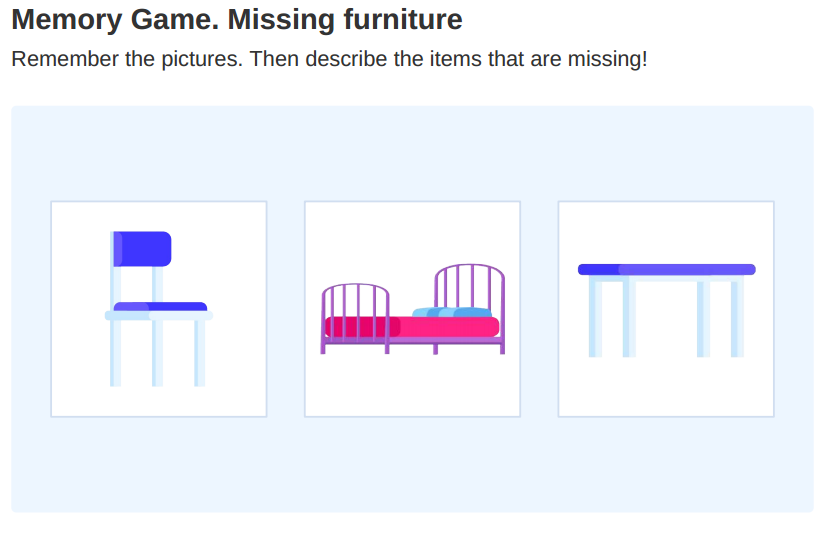 Memory Game. Missing furniture
Remember the pictures. Then describe the items that are missing!